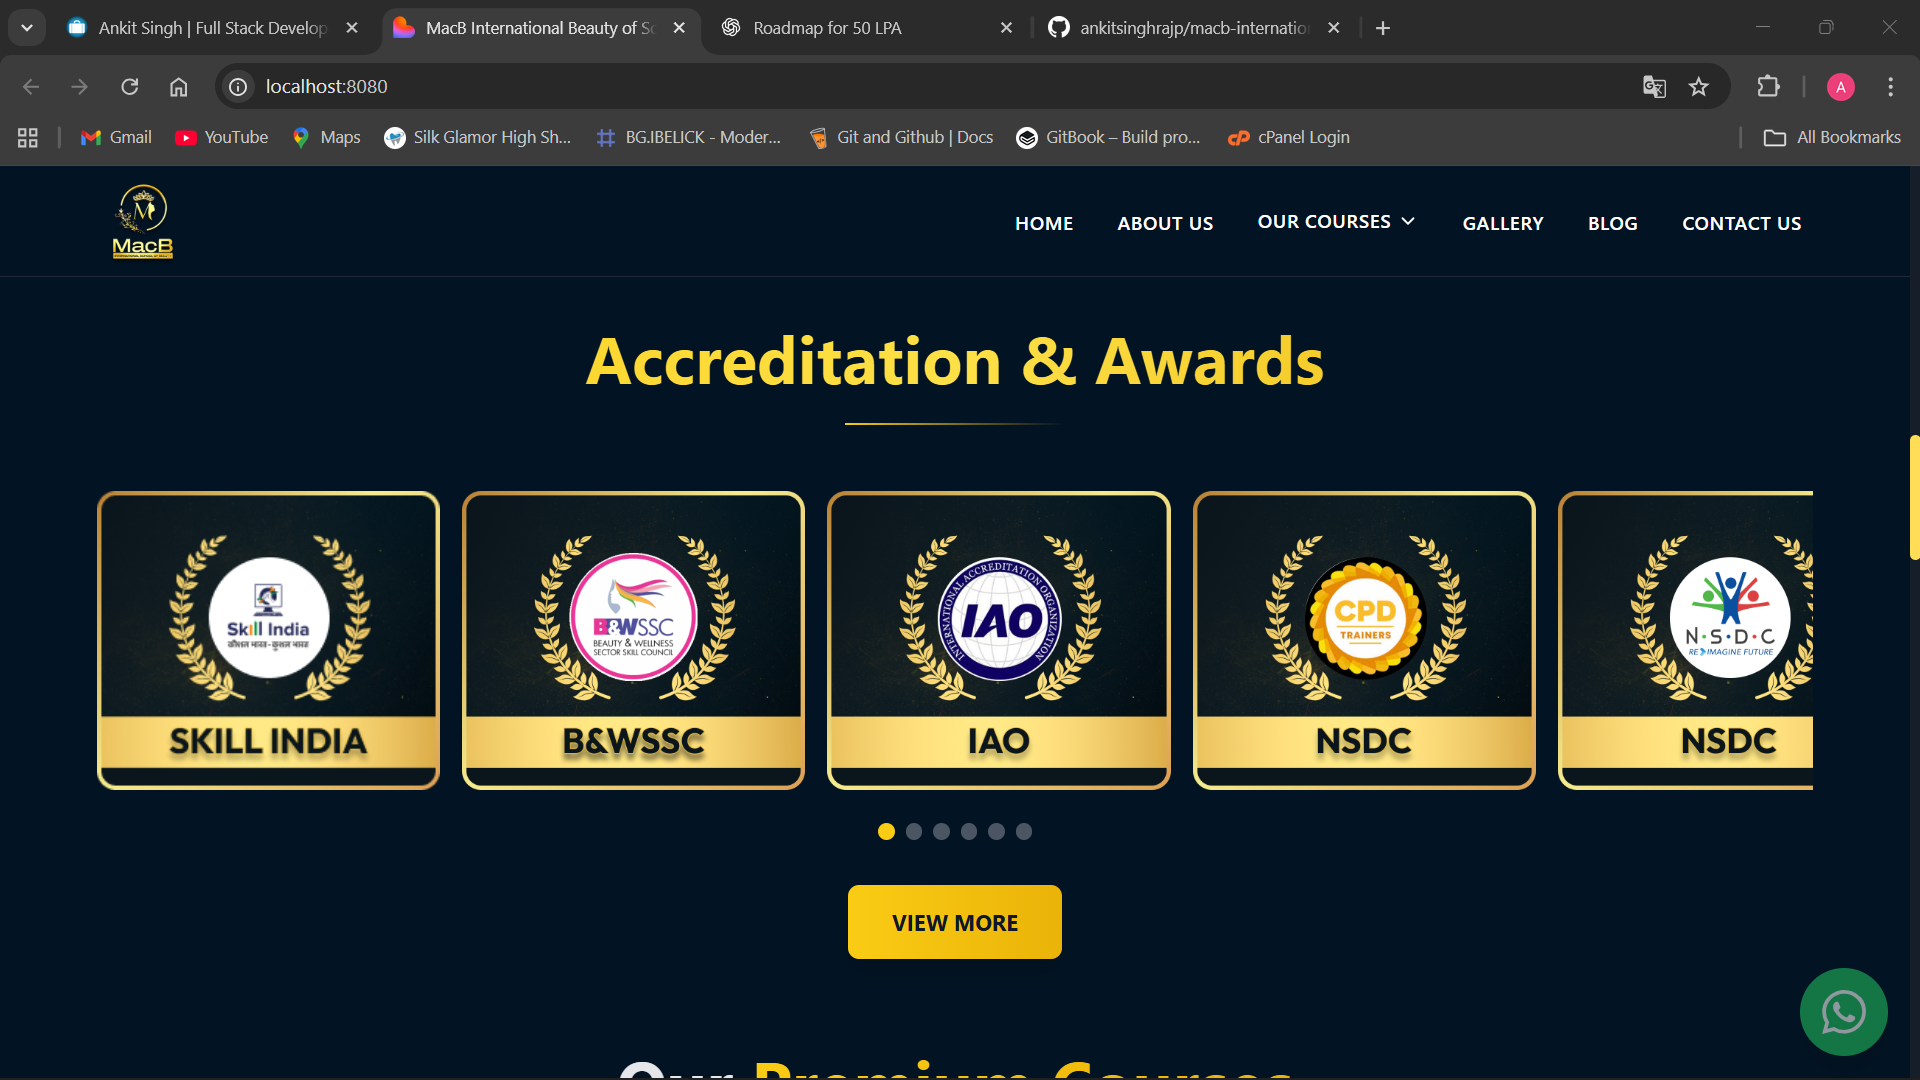 Ankit Singh | Full Stack Develop
MacB International Beauty of Sc
Roadmap for 50 LPA
ankitsinghrajp/macb-internatio
localhost:8080
A
Gmail
YouTube
Maps
Silk Glamor High Sh...
BG.IBELICK - Moder...
Git and Github | Docs
GitBook – Build pro...
cPanel Login
All Bookmarks
M
MacB
HOME
ABOUT US
OUR COURSES
GALLERY
BLOG
CONTACT US
Accreditation & Awards
Skill India
कौशल भारत-कुशल भारत
SKILL INDIA
B&WSSC
BEAUTY & WELLNESS
SECTOR SKILL COUNCIL
B&WSSC
INTERNATIONAL ACCREDITATION ORGANIZATION
IAO
IAO
CPD
TRAINERS
NSDC
N·S·D·C
RE IMAGINE FUTURE
NSDC
VIEW MORE
Our Premium Courses